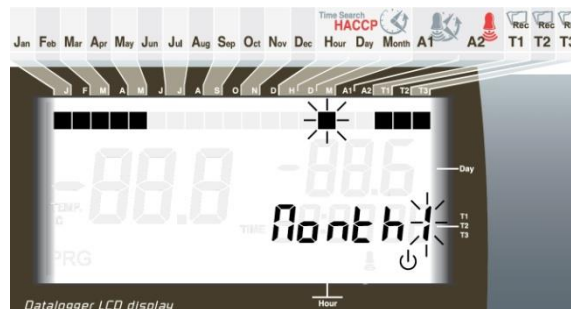 Time Search
HACCP
Rec Rec R
Jan Feb Mar Apr May Jun Jul Aug Sep Oct Nov Dec Hour Day Month A1 A2 T1 T2 T3
J F M A M J J A S O N D H D M A1 A2 T1 T2 T3
-88.8 -88.6
Day
TEMP.
C
TIME
Month 1
T1
T2
T3
PRG
Hour
Datalogger LCD display